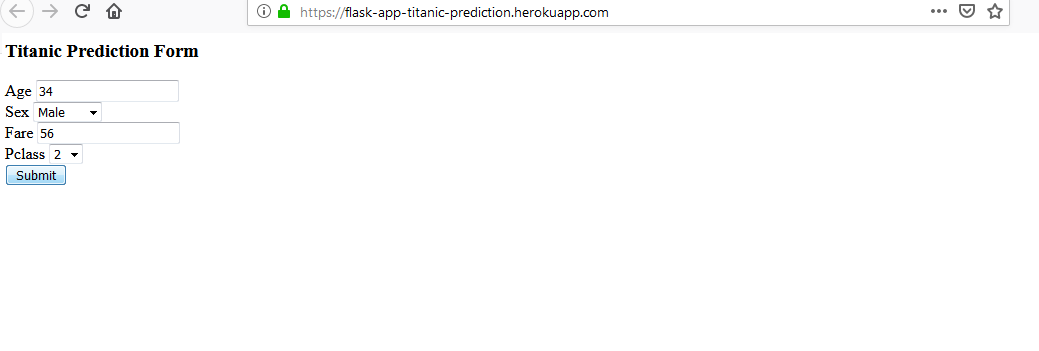 https://flask-app-titanic-prediction.herokuapp.com
Titanic Prediction Form
Age 34
Sex Male
Fare 56
Pclass 2
Submit